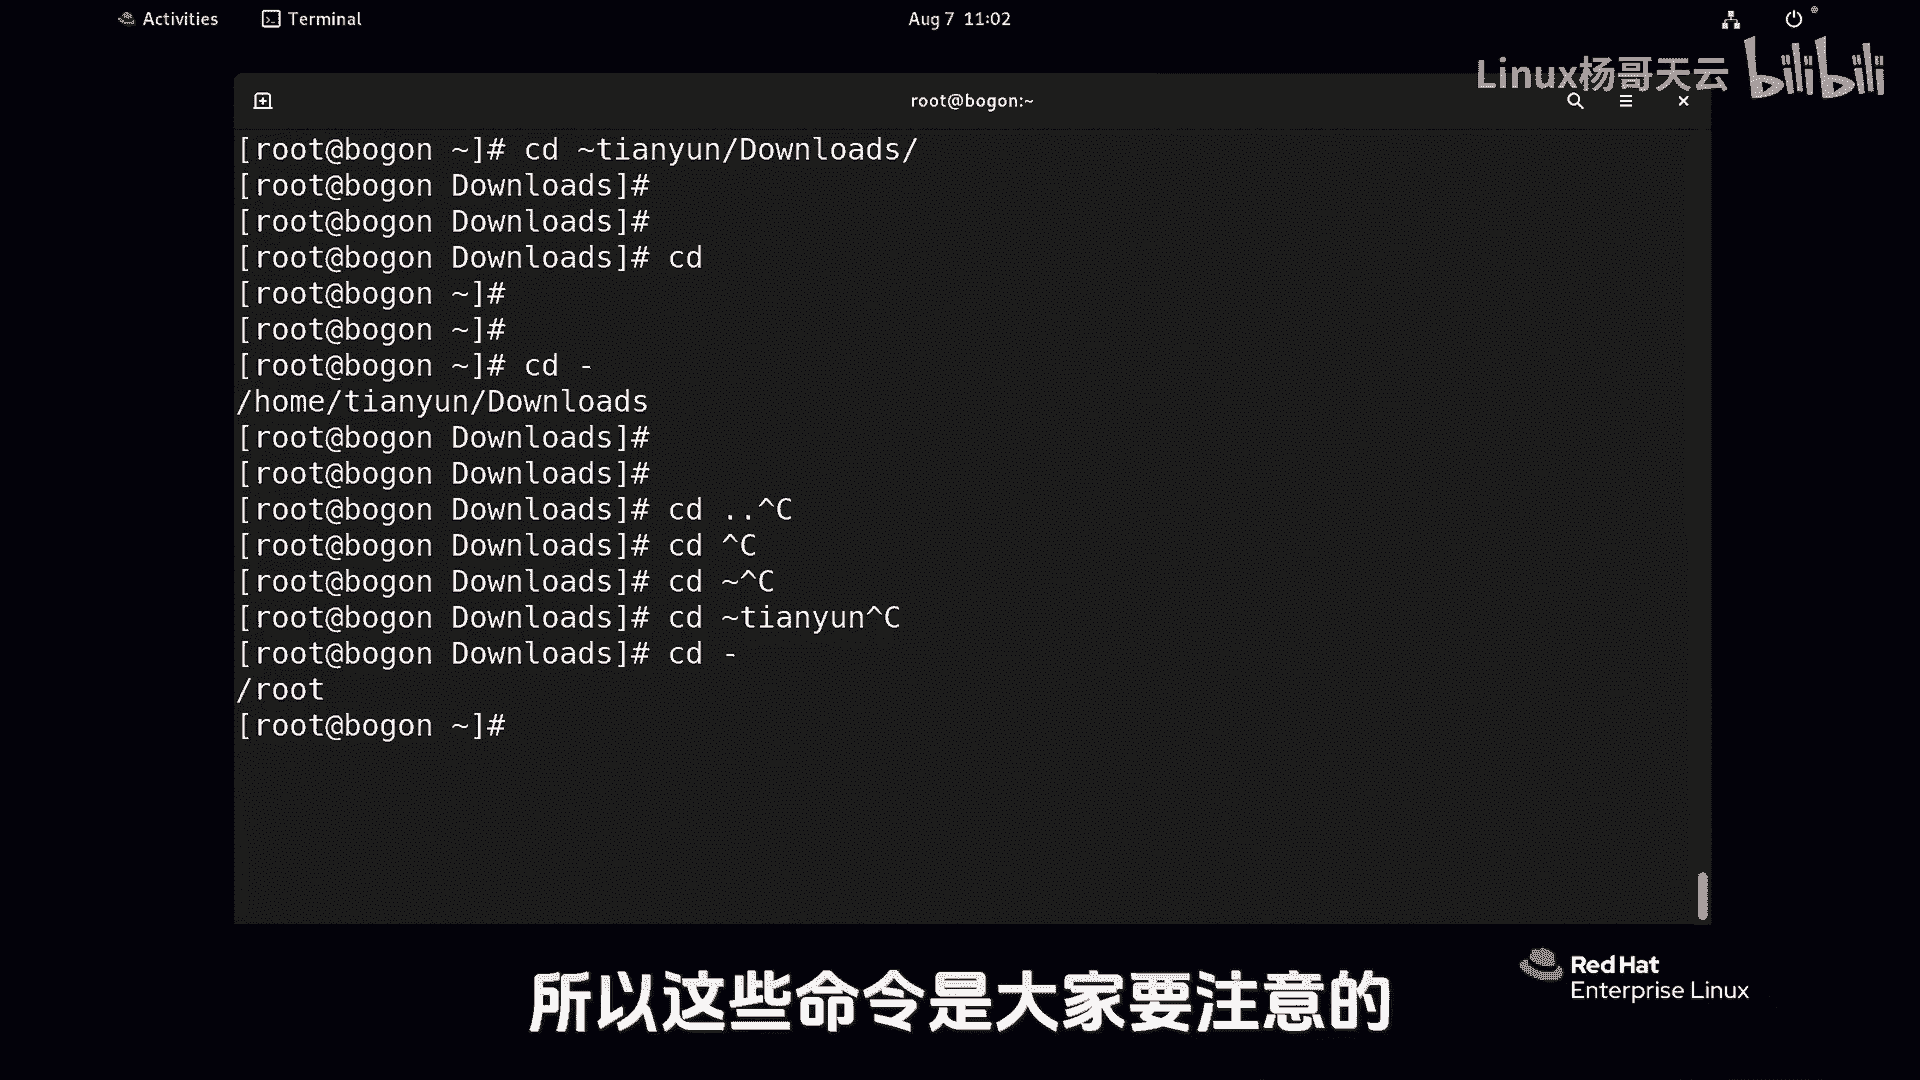 Activities
Terminal
Aug 7 11:02
Linux杨哥天云 bilibili
root@bogon:~
[root@bogon ~]# cd ~tianyun/Downloads/
[root@bogon Downloads]#
[root@bogon Downloads]#
[root@bogon Downloads]# cd
[root@bogon ~]#
[root@bogon ~]#
[root@bogon ~]# cd -
/home/tianyun/Downloads
[root@bogon Downloads]#
[root@bogon Downloads]#
[root@bogon Downloads]# cd ..^C
[root@bogon Downloads]# cd ^C
[root@bogon Downloads]# cd ~^C
[root@bogon Downloads]# cd ~tianyun^C
[root@bogon Downloads]# cd -
/root
[root@bogon ~]#
Red Hat
Enterprise Linux
所以这些命令是大家要注意的